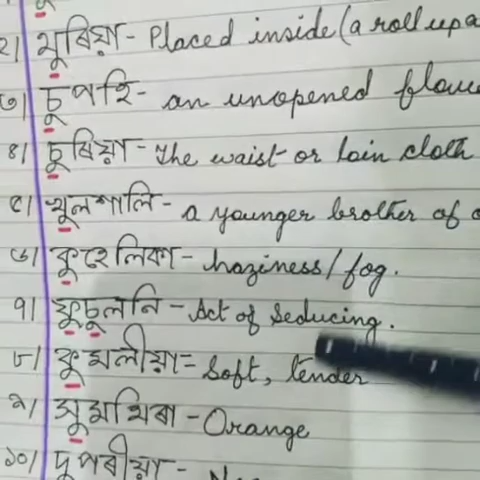 ২| থুৰিয়া - Placed inside (a roll up a
৩| চুপহি - an unopened flowe
৪| চুৰিয়া - The waist or loin cloth
৫| খুলশালি - a younger brother of
৬| কুহেলিকা - haziness/fog.
৭| ফুচুলনি - Act of Seducing.
৮| কুমলীয়া = Soft, tender
৯| সুমথিৰা - Orange
১০| দুপৰীয়া -